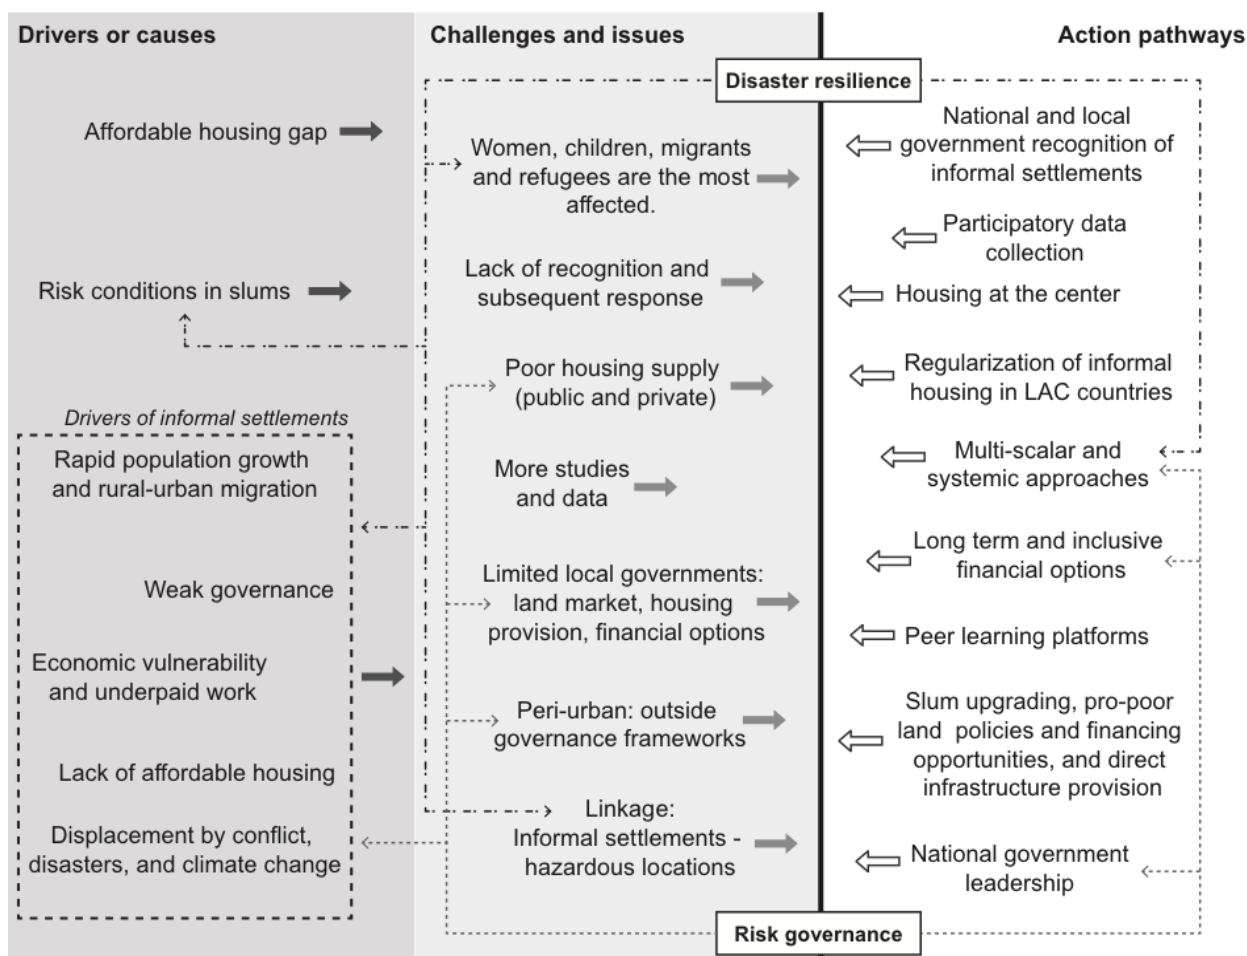 Drivers or causes
Affordable housing gap
Risk conditions in slums
Drivers of informal settlements
Rapid population growth
and rural-urban migration
Weak governance
Economic vulnerability
and underpaid work
Lack of affordable housing
Displacement by conflict,
disasters, and climate change
Challenges and issues
Disaster resilience
Women, children, migrants
and refugees are the most
affected.
Lack of recognition and
subsequent response
Poor housing supply
(public and private)
More studies
and data
Limited local governments:
land market, housing
provision, financial options
Peri-urban: outside
governance frameworks
Linkage:
Informal settlements -
hazardous locations
Risk governance
Action pathways
National and local
government recognition of
informal settlements
Participatory data
collection
Housing at the center
Regularization of informal
housing in LAC countries
Multi-scalar and
systemic approaches
Long term and inclusive
financial options
Peer learning platforms
Slum upgrading, pro-poor
land policies and financing
opportunities, and direct
infrastructure provision
National government
leadership